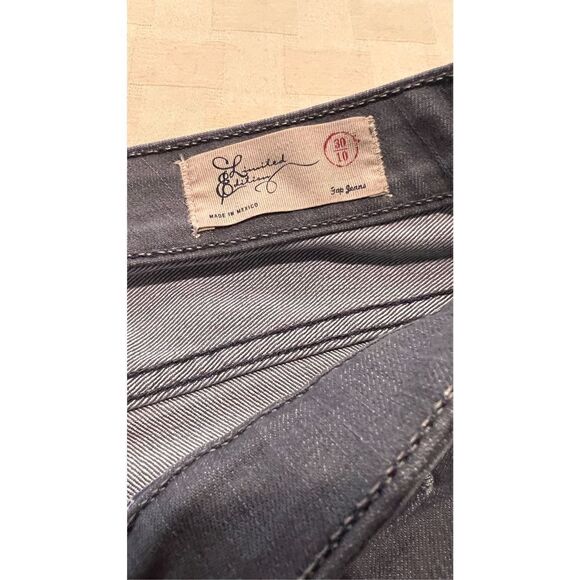 Limited
Edition
30
10
MADE IN MEXICO
Gap Jeans